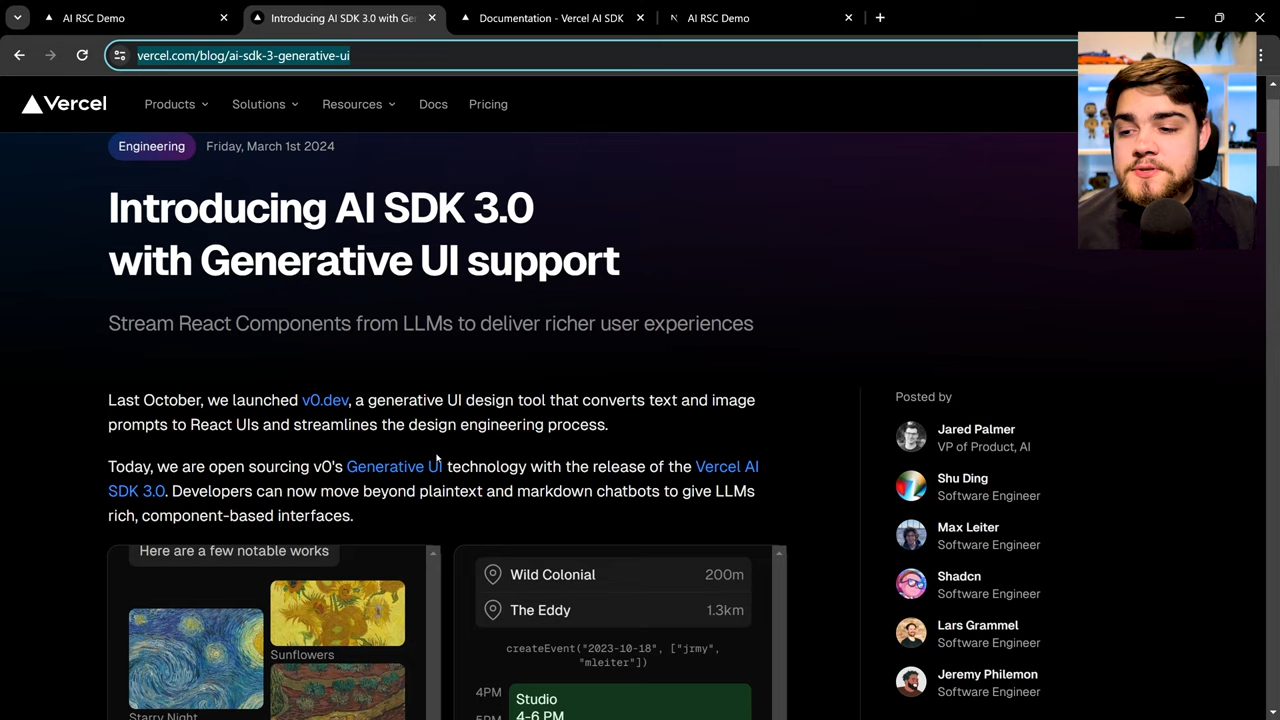 AI RSC Demo
Introducing AI SDK 3.0 with Ge
Documentation - Vercel AI SDK
AI RSC Demo
vercel.com/blog/ai-sdk-3-generative-ui
Vercel
Products
Solutions
Resources
Docs
Pricing
Engineering
Friday, March 1st 2024
Introducing AI SDK 3.0
with Generative UI support
Stream React Components from LLMs to deliver richer user experiences
Last October, we launched v0.dev, a generative UI design tool that converts text and image
prompts to React UIs and streamlines the design engineering process.
Today, we are open sourcing v0's Generative UI technology with the release of the Vercel AI
SDK 3.0. Developers can now move beyond plaintext and markdown chatbots to give LLMs
rich, component-based interfaces.
Here are a few notable works
Sunflowers
Starry Night
Wild Colonial
200m
The Eddy
1.3km
createEvent("2023-10-18", ["jrmy",
"mleiter"])
4PM
Studio
4-6 PM
5PM
Posted by
Jared Palmer
VP of Product, AI
Shu Ding
Software Engineer
Max Leiter
Software Engineer
Shadcn
Software Engineer
Lars Grammel
Software Engineer
Jeremy Philemon
Software Engineer